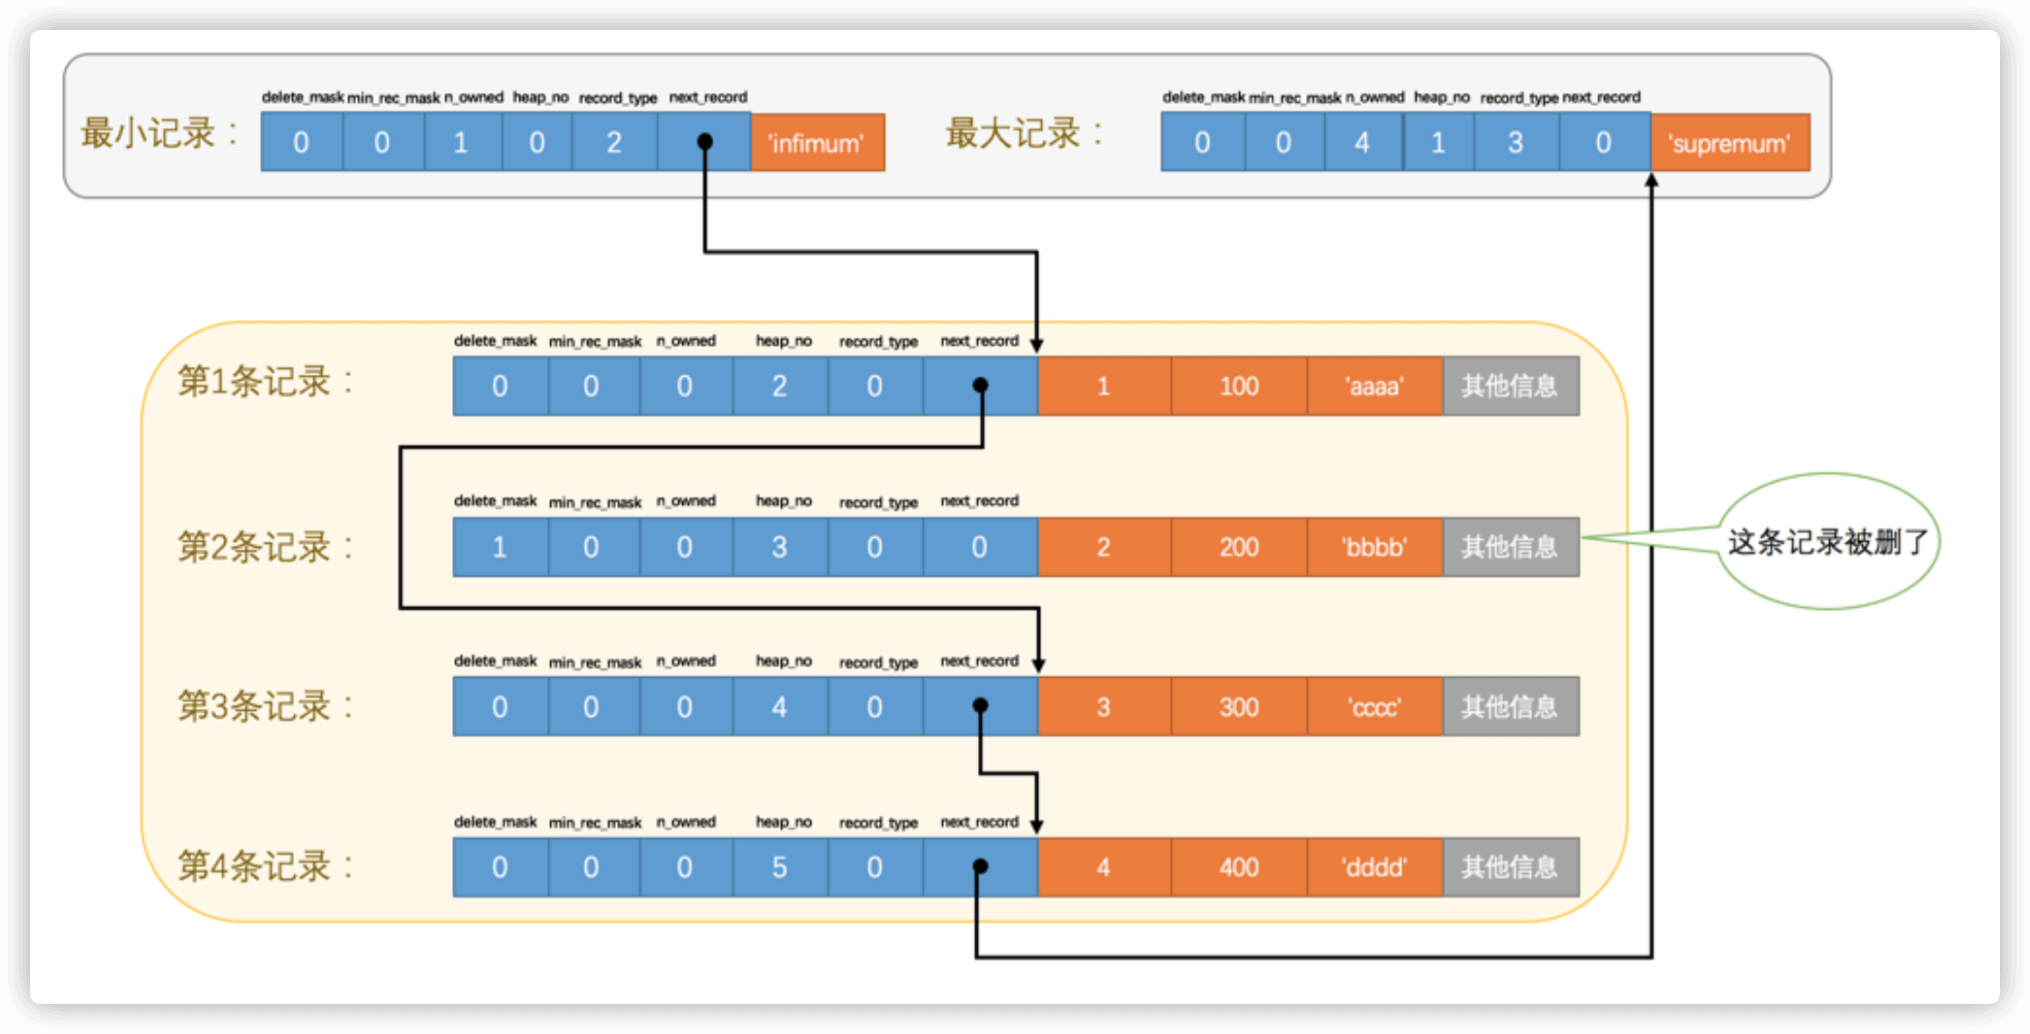 delete_mask min_rec_mask n_owned heap_no record_type next_record
最小记录： 0 0 1 0 2 'infimum'
delete_mask min_rec_mask n_owned heap_no record_type next_record
最大记录： 0 0 4 1 3 0 'supremum'
delete_mask min_rec_mask n_owned heap_no record_type next_record
第1条记录： 0 0 0 2 0 1 100 'aaaa' 其他信息
delete_mask min_rec_mask n_owned heap_no record_type next_record
第2条记录： 1 0 0 3 0 0 2 200 'bbbb' 其他信息
这条记录被删了
delete_mask min_rec_mask n_owned heap_no record_type next_record
第3条记录： 0 0 0 4 0 3 300 'cccc' 其他信息
delete_mask min_rec_mask n_owned heap_no record_type next_record
第4条记录： 0 0 0 5 0 4 400 'dddd' 其他信息